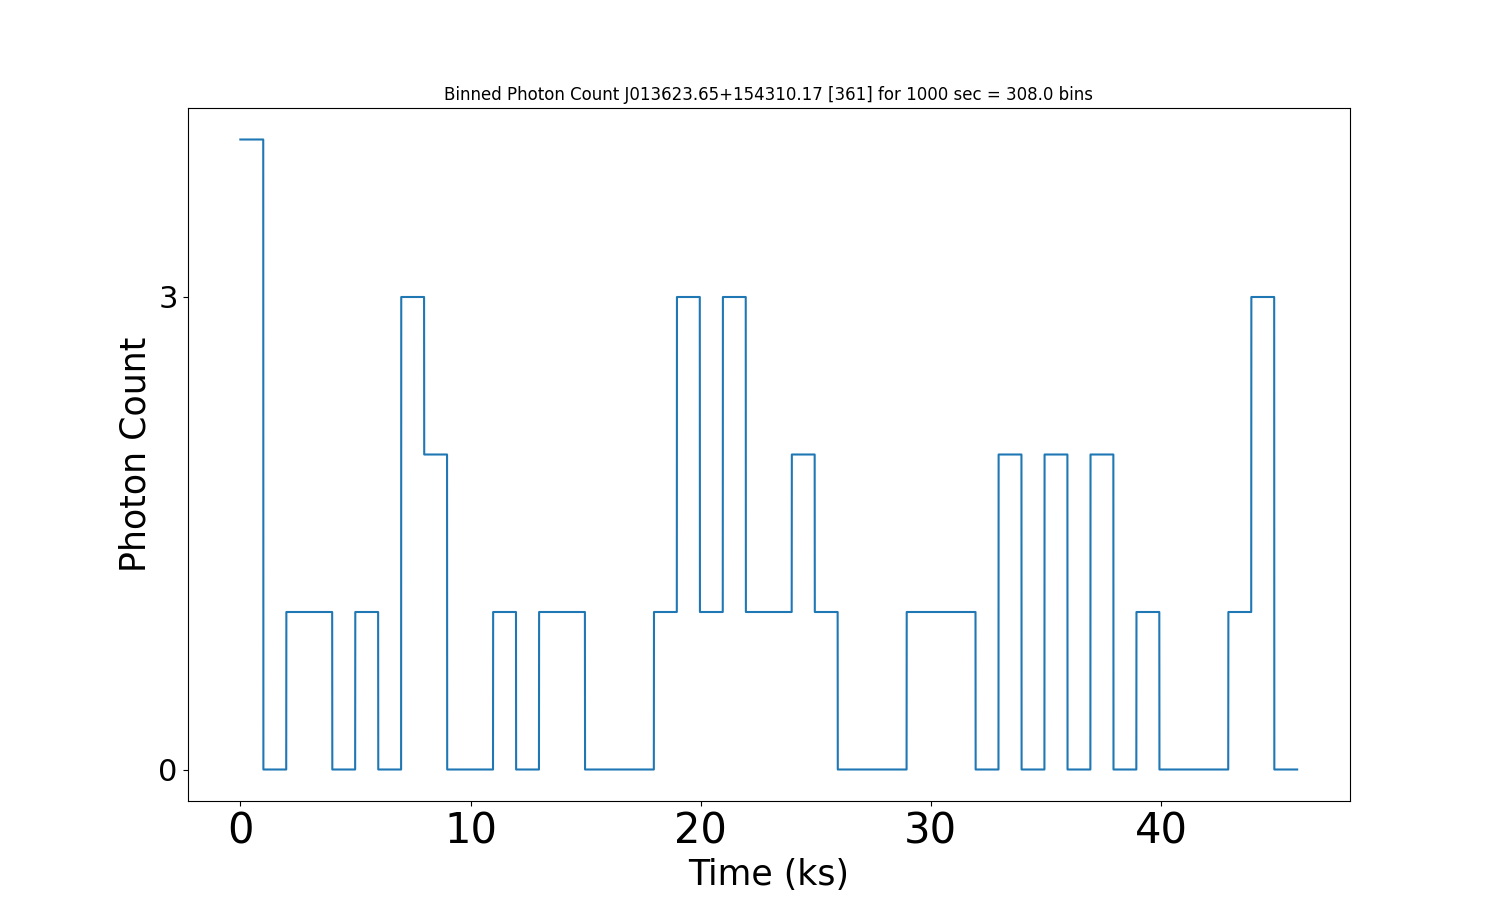 Binned Photon Count J013623.65+154310.17 [361] for 1000 sec = 308.0 bins
3
Photon Count
0
0 10 20 30 40
Time (ks)